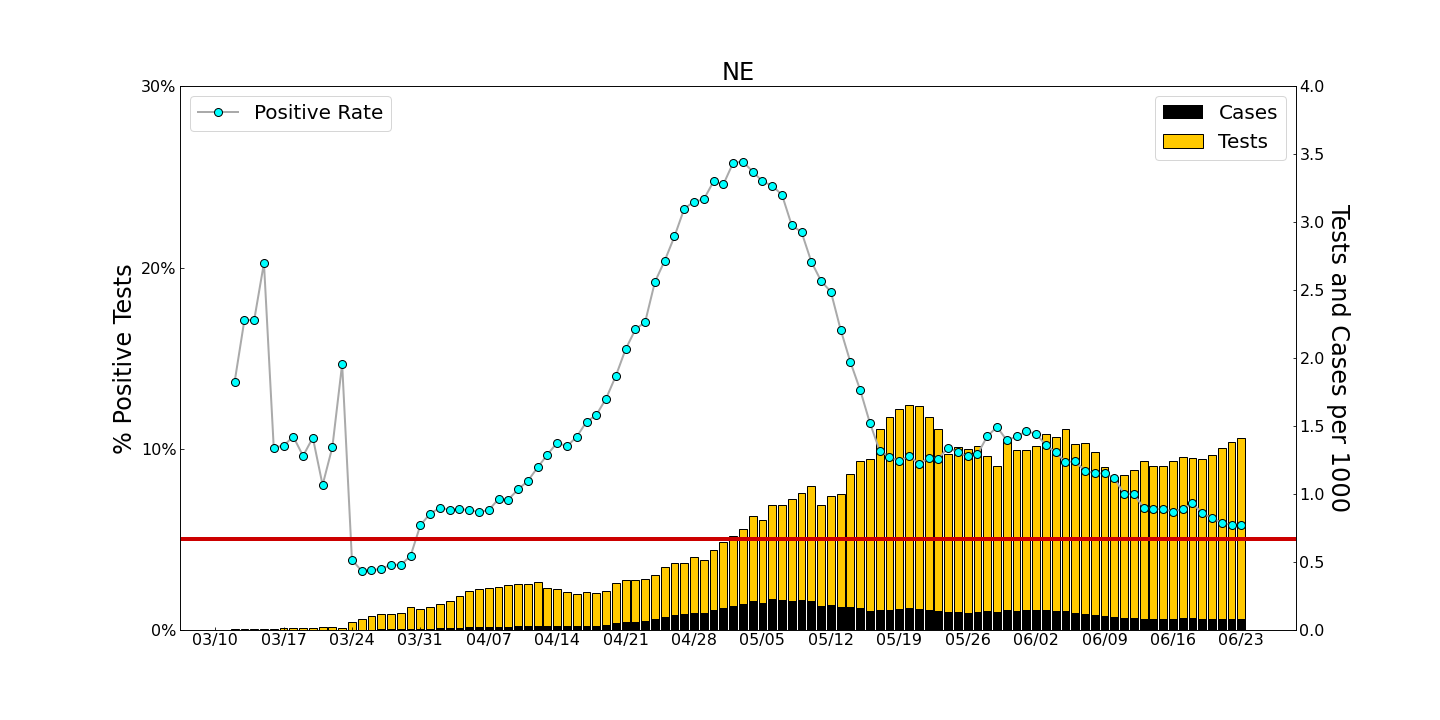 NE
30%
20%
10%
0%
% Positive Tests
Positive Rate
Cases
Tests
4.0
3.5
3.0
2.5
2.0
1.5
1.0
0.5
0.0
Tests and Cases per 1000
03/10 03/17 03/24 03/31 04/07 04/14 04/21 04/28 05/05 05/12 05/19 05/26 06/02 06/09 06/16 06/23